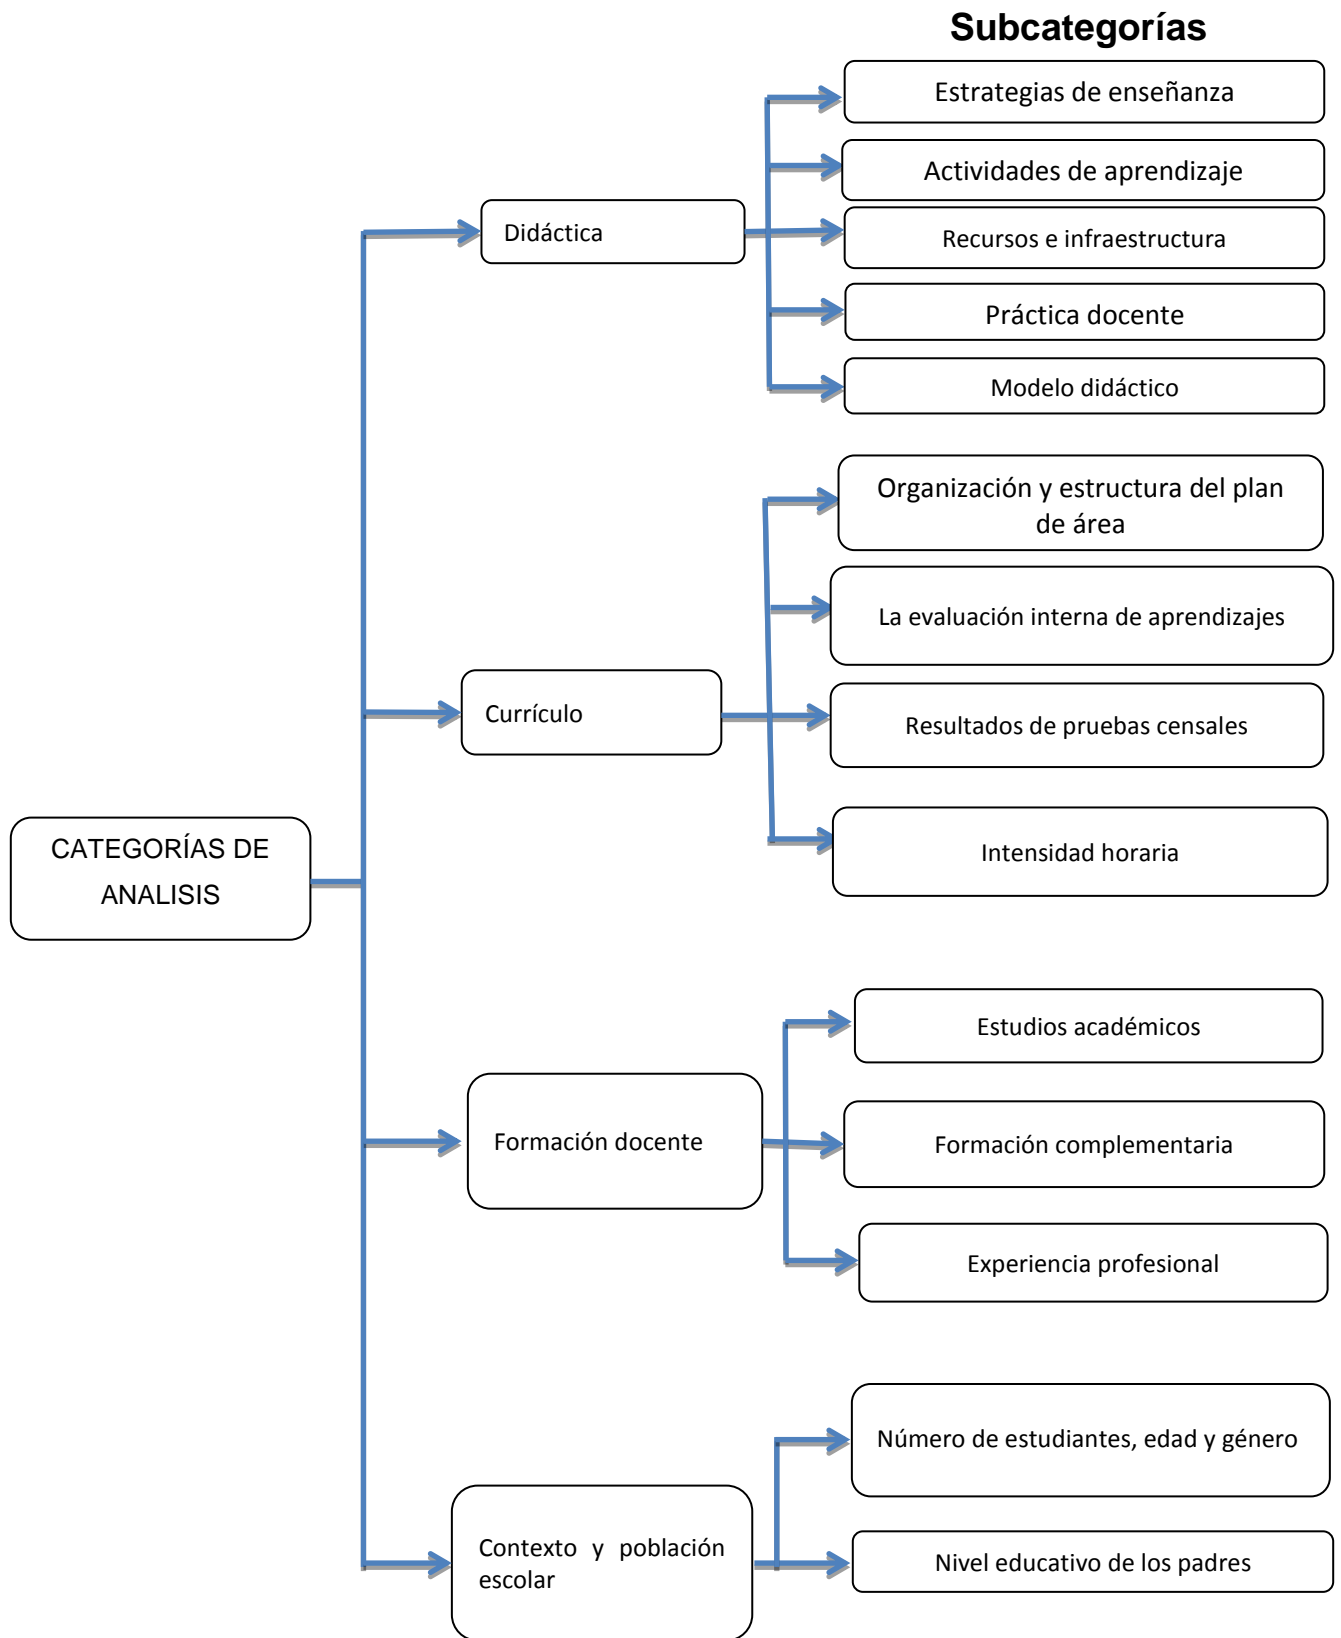 Subcategorías
Estrategias de enseñanza
Actividades de aprendizaje
Didáctica
Recursos e infraestructura
Práctica docente
Modelo didáctico
Organización y estructura del plan
de área
La evaluación interna de aprendizajes
Currículo
Resultados de pruebas censales
CATEGORÍAS DE
ANALISIS
Intensidad horaria
Estudios académicos
Formación docente
Formación complementaria
Experiencia profesional
Número de estudiantes, edad y género
Contexto y población
escolar
Nivel educativo de los padres